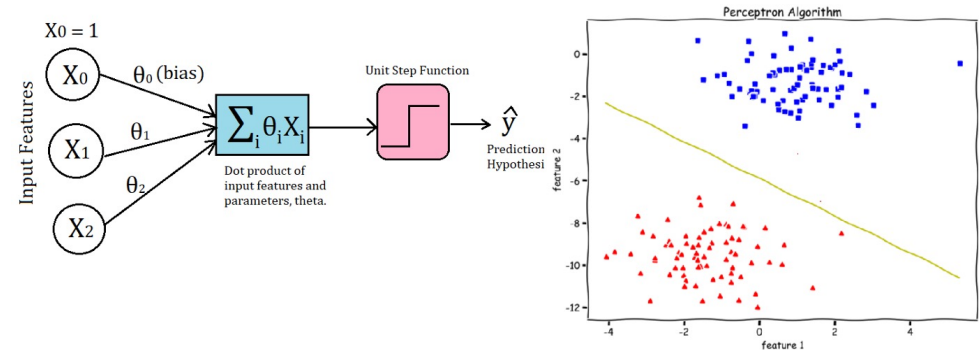 X0 = 1
X0
θ0 (bias)
Input Features
X1
θ1
X2
θ2
∑i θiXi
Dot product of
input features and
parameters, theta.
Unit Step Function
ŷ
Prediction
Hypothesi
Perceptron Algorithm
feature 2
0
-2
-4
-6
-8
-10
-12
-4
-2
0
2
4
feature 1